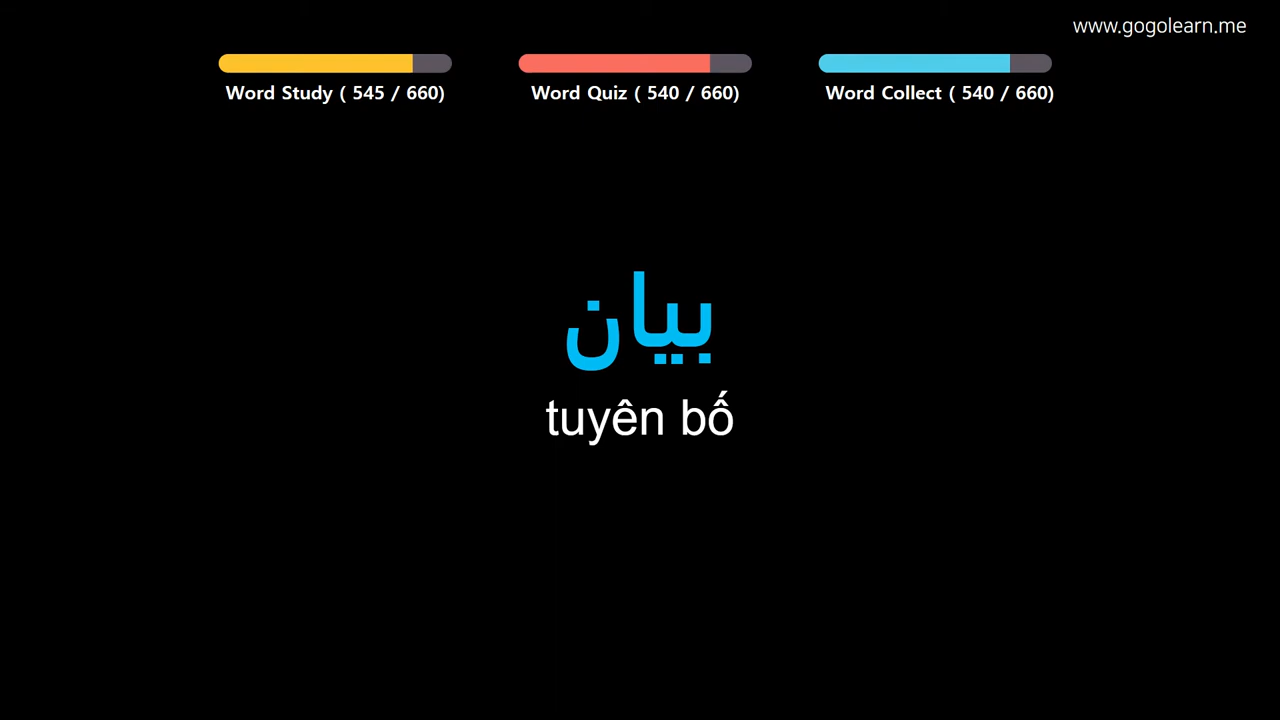 www.gogolearn.me
Word Study ( 545 / 660)
Word Quiz ( 540 / 660)
Word Collect ( 540 / 660)
بيان
tuyên bố